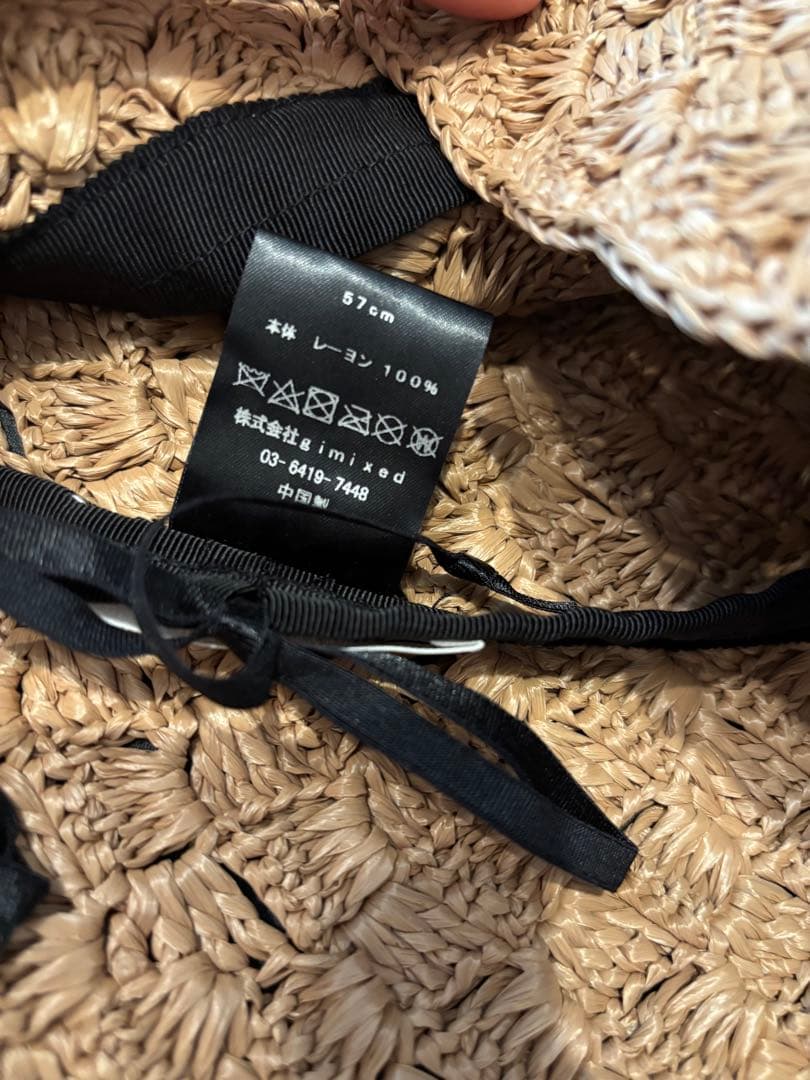 57cm
本体 レーヨン 100%
株式会社gimixed
03-6419-7448
中国製